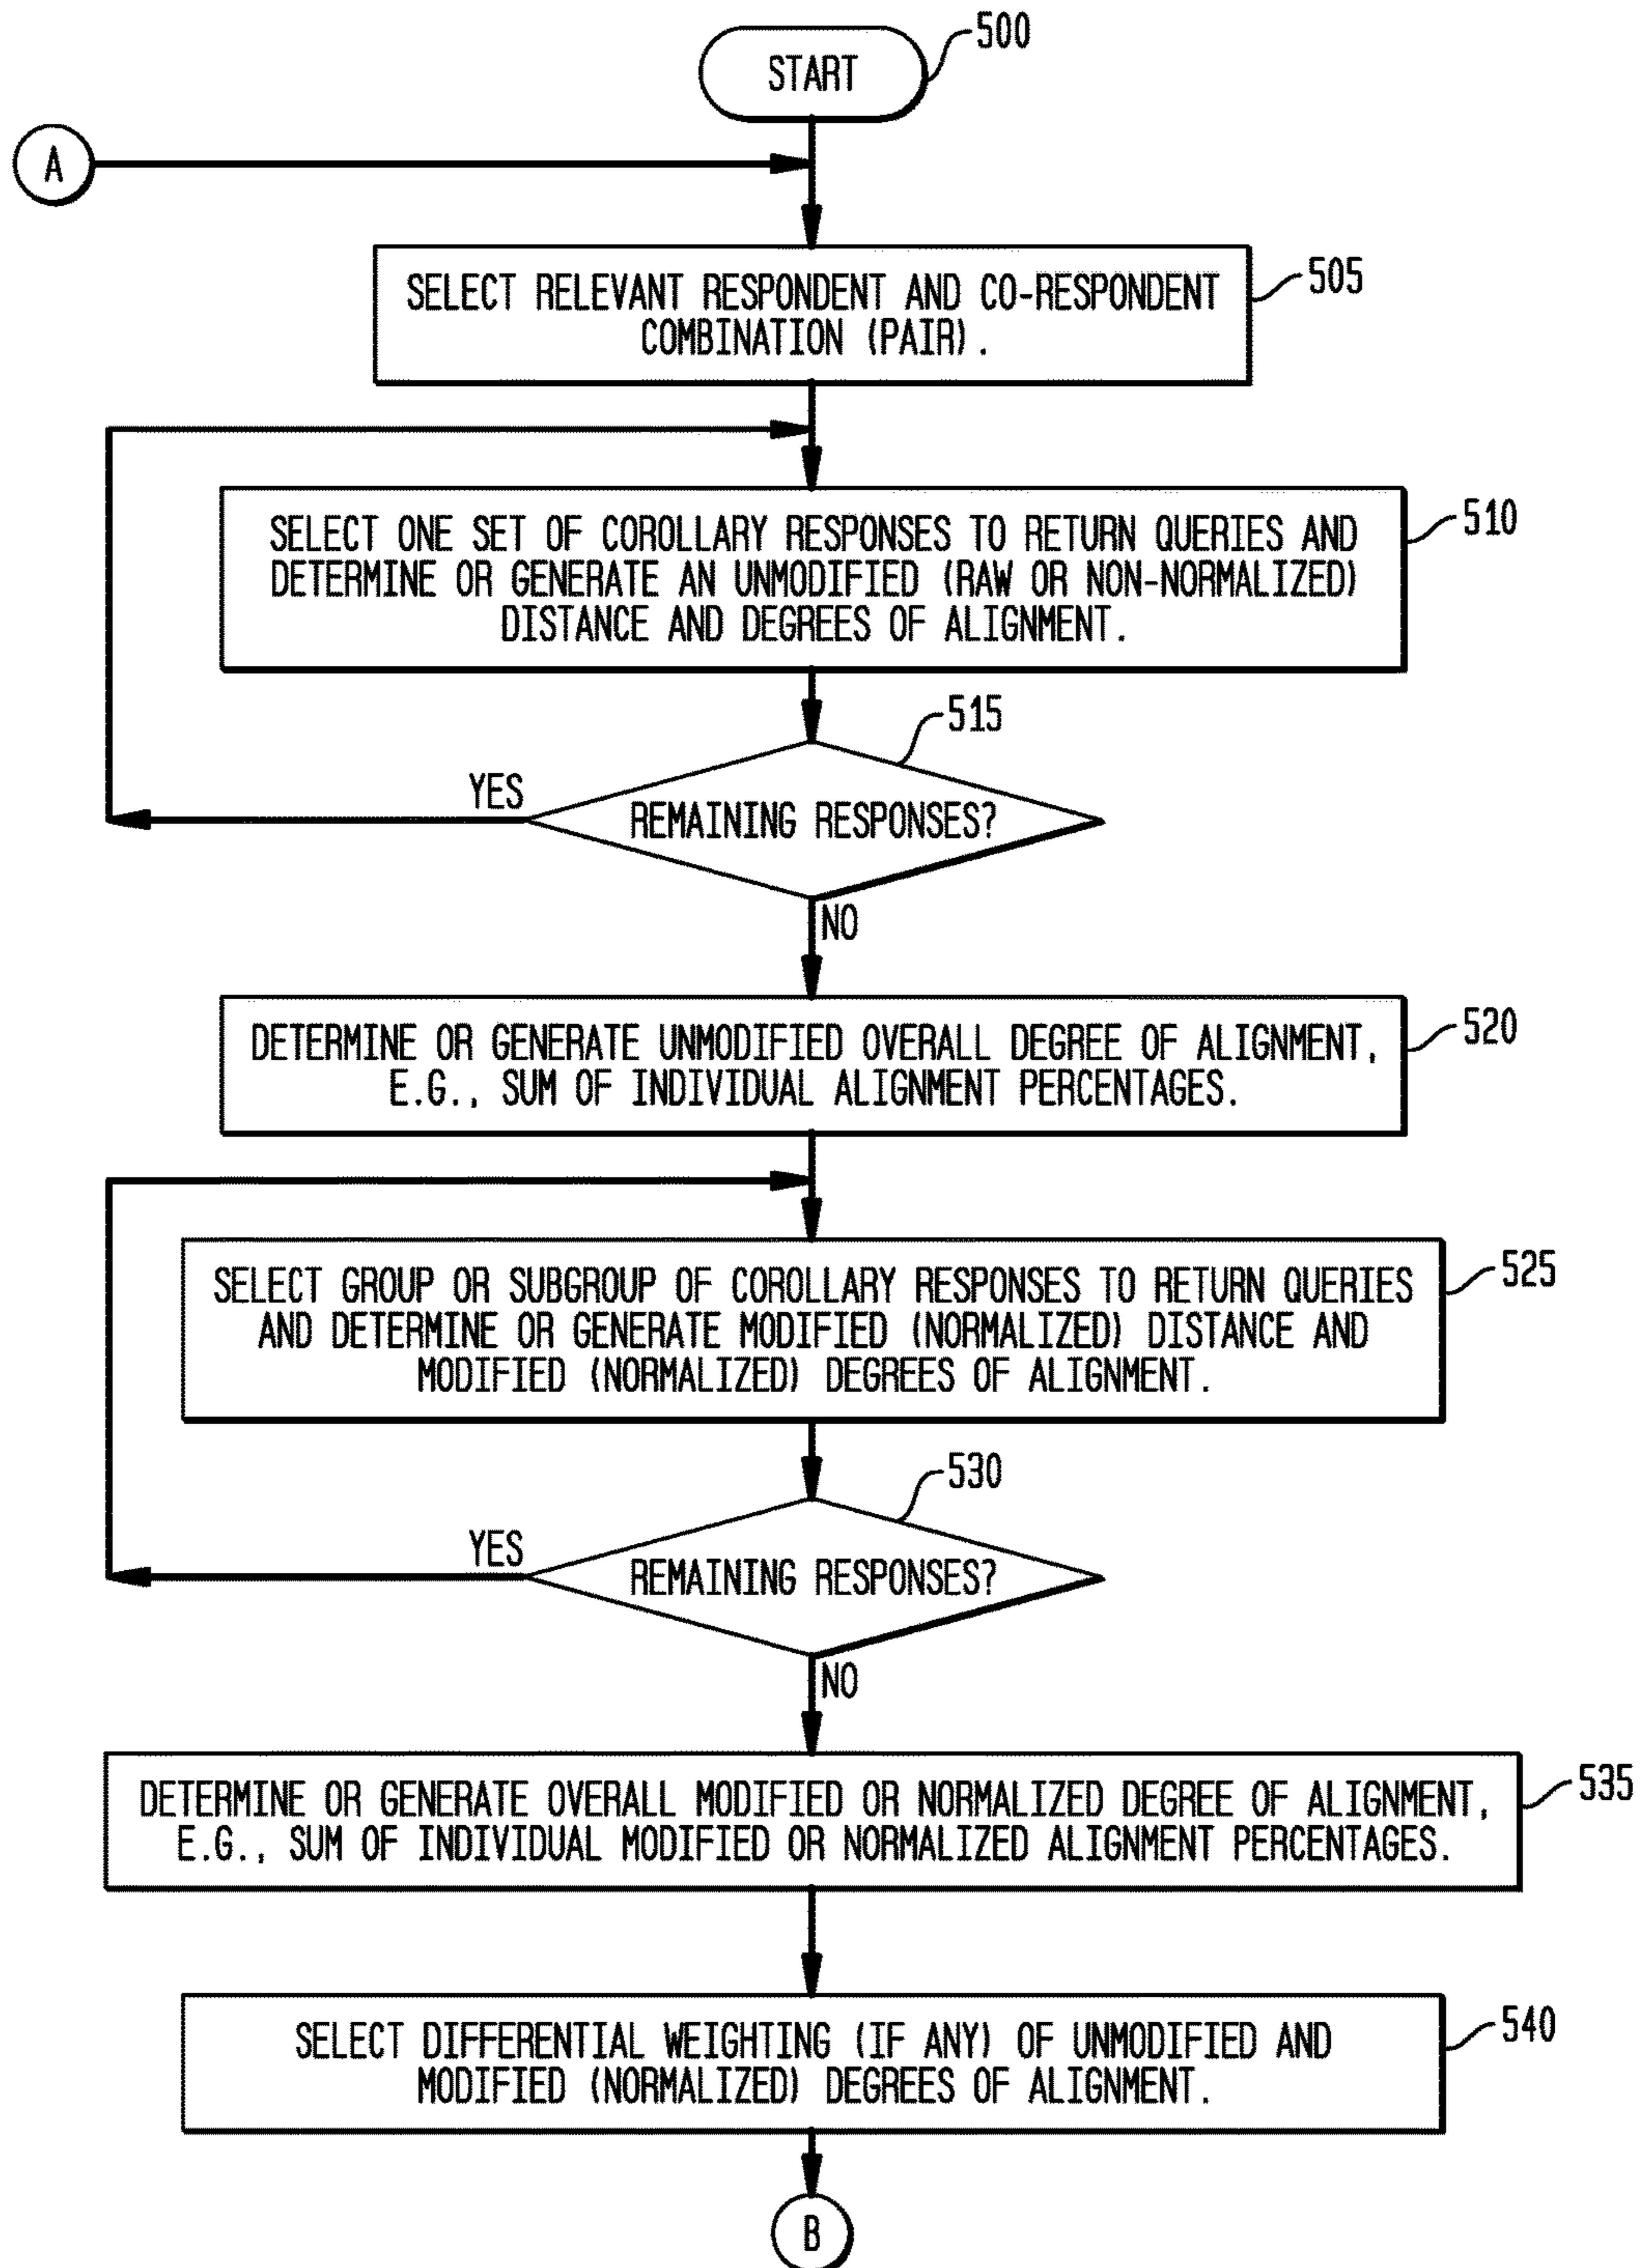 START
500
A
SELECT RELEVANT RESPONDENT AND CO-RESPONDENT
COMBINATION (PAIR).
505
SELECT ONE SET OF COROLLARY RESPONSES TO RETURN QUERIES AND
DETERMINE OR GENERATE AN UNMODIFIED (RAW OR NON-NORMALIZED)
DISTANCE AND DEGREES OF ALIGNMENT.
510
515
YES
REMAINING RESPONSES?
NO
DETERMINE OR GENERATE UNMODIFIED OVERALL DEGREE OF ALIGNMENT,
E.G., SUM OF INDIVIDUAL ALIGNMENT PERCENTAGES.
520
SELECT GROUP OR SUBGROUP OF COROLLARY RESPONSES TO RETURN QUERIES
AND DETERMINE OR GENERATE MODIFIED (NORMALIZED) DISTANCE AND
MODIFIED (NORMALIZED) DEGREES OF ALIGNMENT.
525
530
YES
REMAINING RESPONSES?
NO
DETERMINE OR GENERATE OVERALL MODIFIED OR NORMALIZED DEGREE OF ALIGNMENT,
E.G., SUM OF INDIVIDUAL MODIFIED OR NORMALIZED ALIGNMENT PERCENTAGES.
535
SELECT DIFFERENTIAL WEIGHTING (IF ANY) OF UNMODIFIED AND
MODIFIED (NORMALIZED) DEGREES OF ALIGNMENT.
540
B